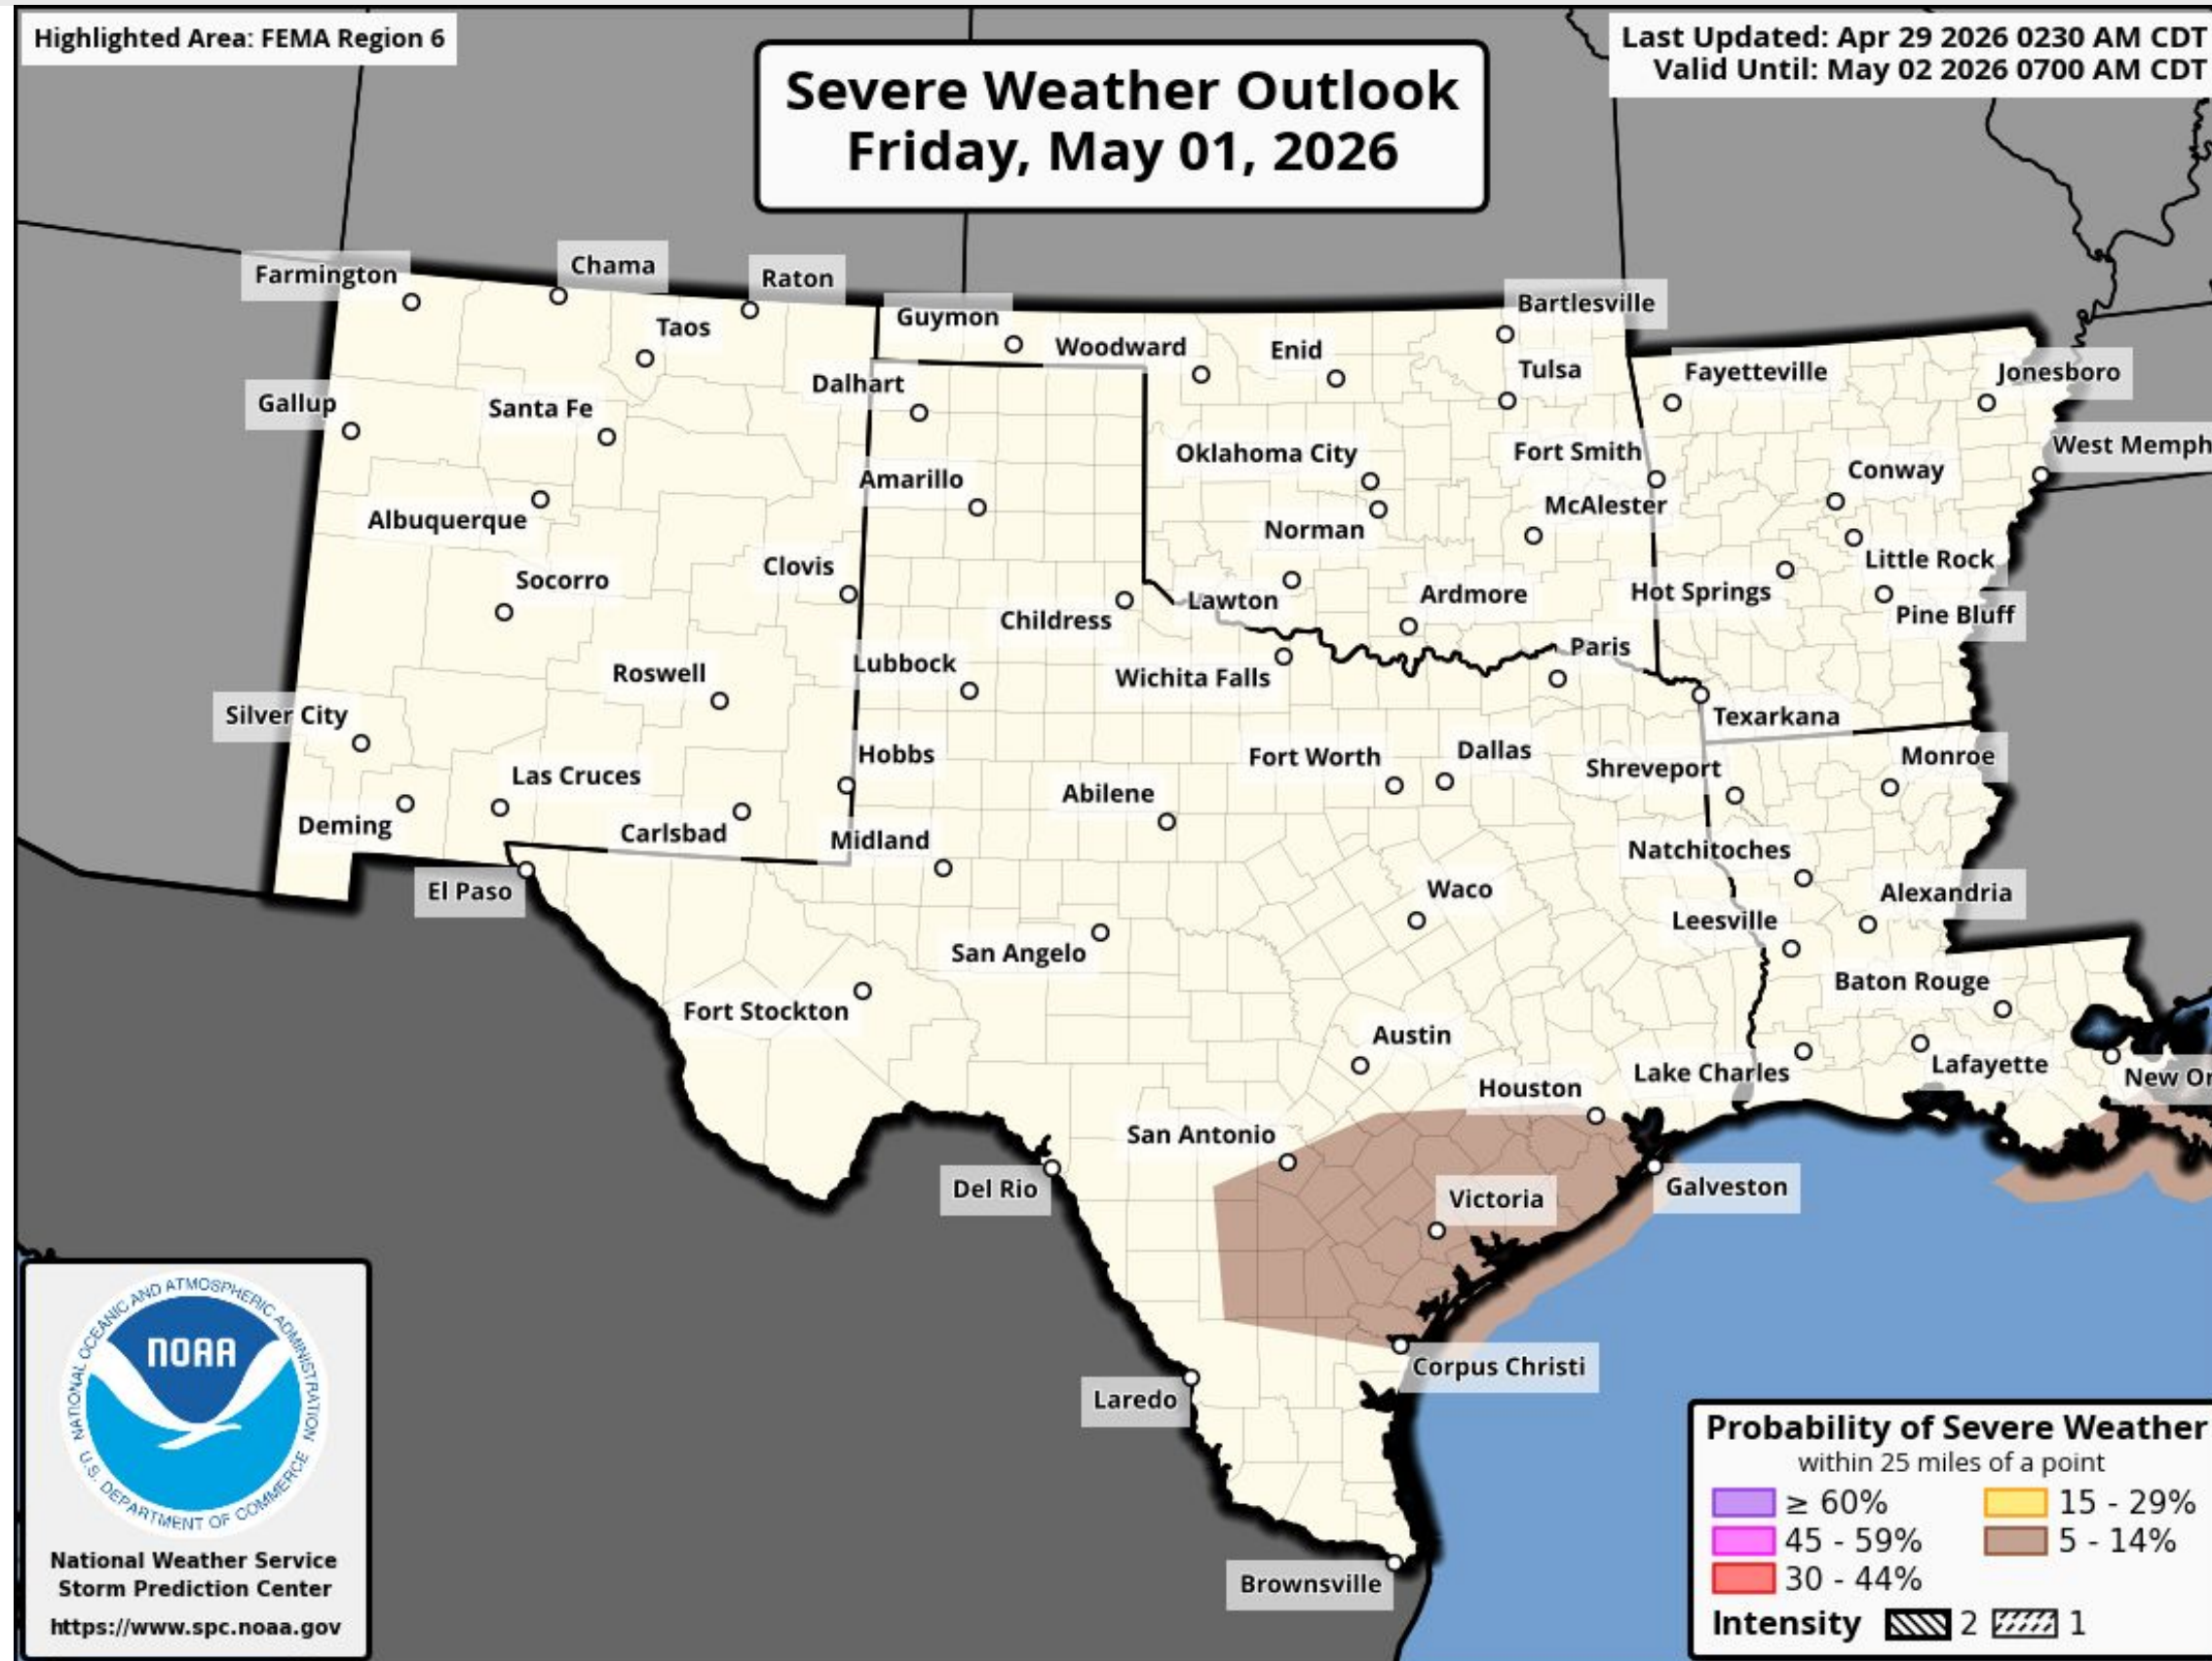 Highlighted Area: FEMA Region 6
Last Updated: Apr 29 2026 0230 AM CDT
Valid Until: May 02 2026 0700 AM CDT
Severe Weather Outlook
Friday, May 01, 2026
Farmington
Chama
Raton
Taos
Guymon
Woodward
Enid
Bartlesville
Tulsa
Fayetteville
Jonesboro
Gallup
Santa Fe
Dalhart
Oklahoma City
Fort Smith
West Memph
Conway
Amarillo
Albuquerque
Norman
McAlester
Little Rock
Socorro
Clovis
Lawton
Ardmore
Hot Springs
Pine Bluff
Childress
Roswell
Lubbock
Wichita Falls
Paris
Silver City
Texarkana
Las Cruces
Hobbs
Fort Worth
Dallas
Shreveport
Monroe
Abilene
Deming
Carlsbad
Midland
Natchitoches
El Paso
Waco
Alexandria
Leesville
San Angelo
Baton Rouge
Fort Stockton
Austin
Lake Charles
Lafayette
New Or
Houston
San Antonio
Del Rio
Victoria
Galveston
Corpus Christi
Laredo
Brownsville
NATIONAL OCEANIC AND ATMOSPHERIC ADMINISTRATION
NOAA
U.S. DEPARTMENT OF COMMERCE
National Weather Service
Storm Prediction Center
https://www.spc.noaa.gov
Probability of Severe Weather
within 25 miles of a point
≥ 60% 15 - 29%
45 - 59% 5 - 14%
30 - 44%
Intensity 2 1